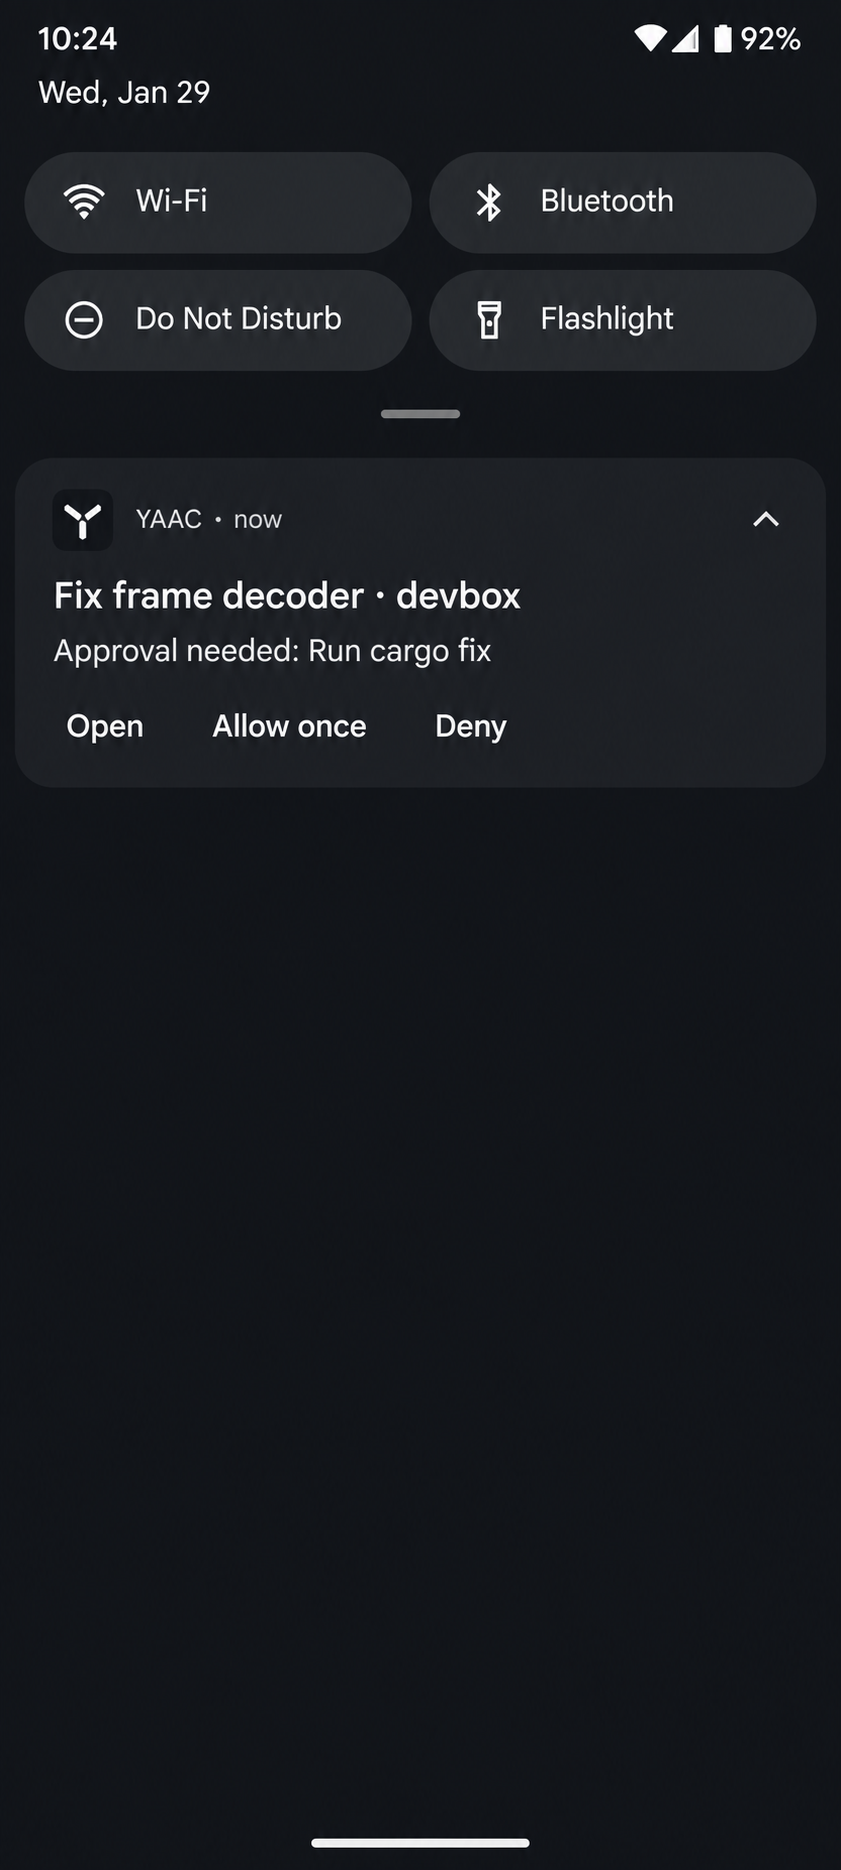 10:24
92%
Wed, Jan 29
Wi-Fi
Bluetooth
Do Not Disturb
Flashlight
YAAC • now
Fix frame decoder • devbox
Approval needed: Run cargo fix
Open
Allow once
Deny